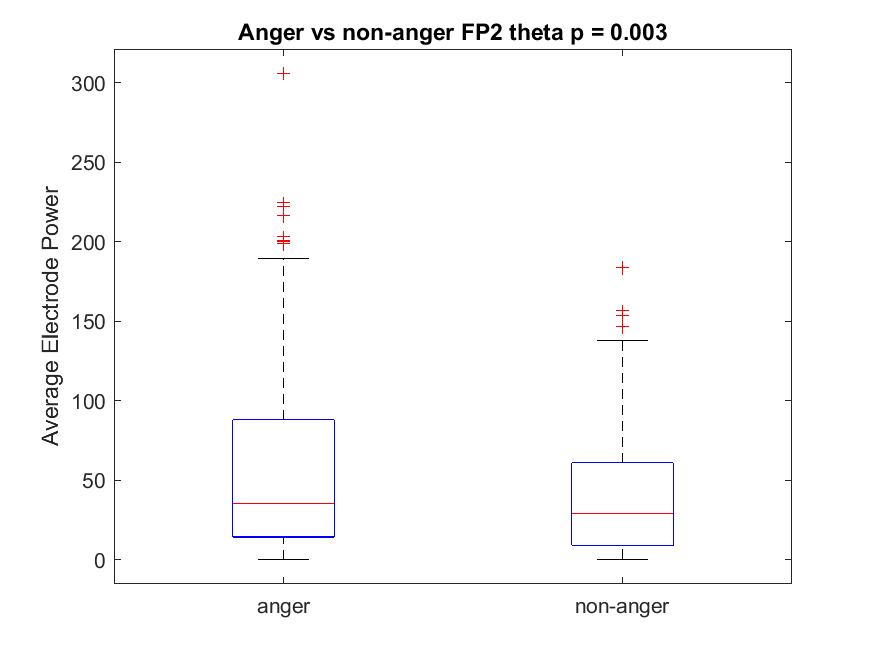 Anger vs non-anger FP2 theta p = 0.003
Average Electrode Power
300
250
200
150
100
50
0
anger non-anger